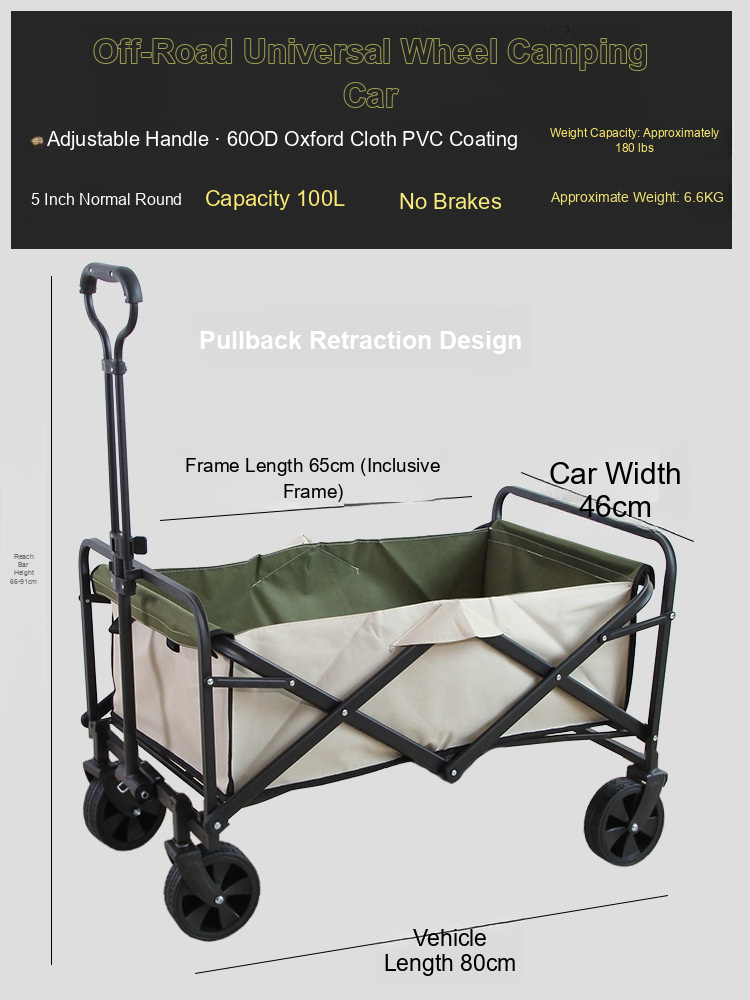 Off-Road Universal Wheel Camping
Car
Adjustable Handle · 60OD Oxford Cloth PVC Coating
Weight Capacity: Approximately
180 lbs
5 Inch Normal Round
Capacity 100L
No Brakes
Approximate Weight: 6.6KG
Pullback Retraction Design
Frame Length 65cm (Inclusive
Frame)
Car Width
46cm
Reach
Bar
Height
66-91cm
Vehicle
Length 80cm